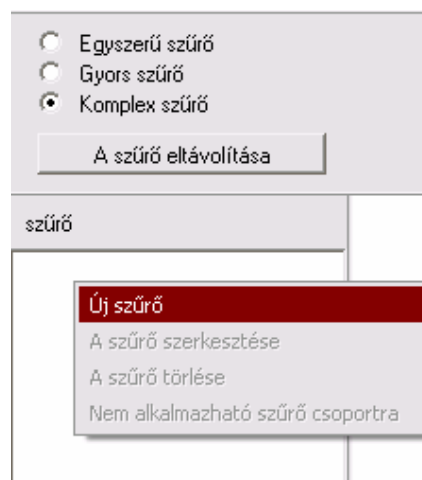 Egyszerű szűrő
Gyors szűrő
Komplex szűrő
A szűrő eltávolítása
szűrő
Új szűrő
A szűrő szerkesztése
A szűrő törlése
Nem alkalmazható szűrő csoportra